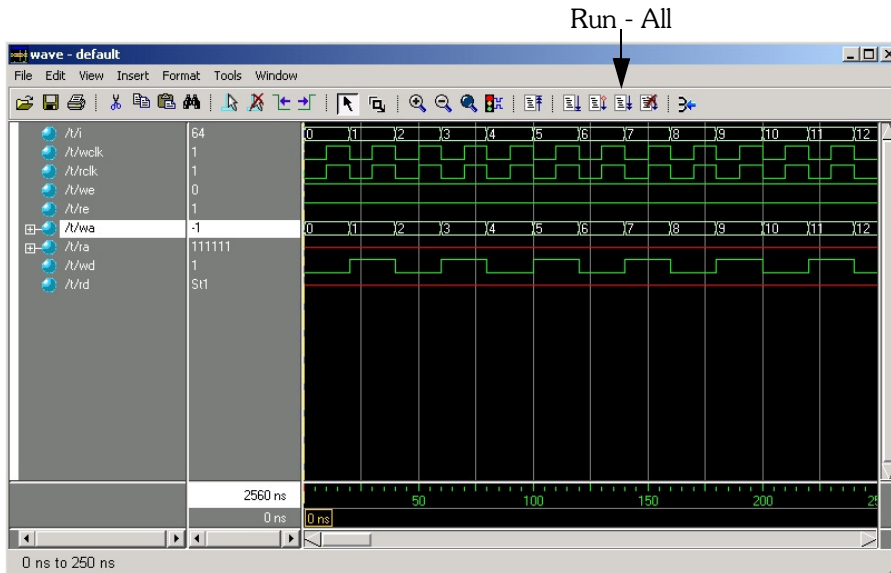 Run - All
wave - default
File Edit View Insert Format Tools Window
/t/i 64 0 1 2 3 4 5 6 7 8 9 10 11 12
/t/wclk 1
/t/rclk 1
/t/we 0
/t/re 1
/t/wa -1 0 1 2 3 4 5 6 7 8 9 10 11 12
/t/ra 111111
/t/wd 1
/t/rd St1
2560 ns 50 100 150 200 25
0 ns 0 ns
0 ns to 250 ns